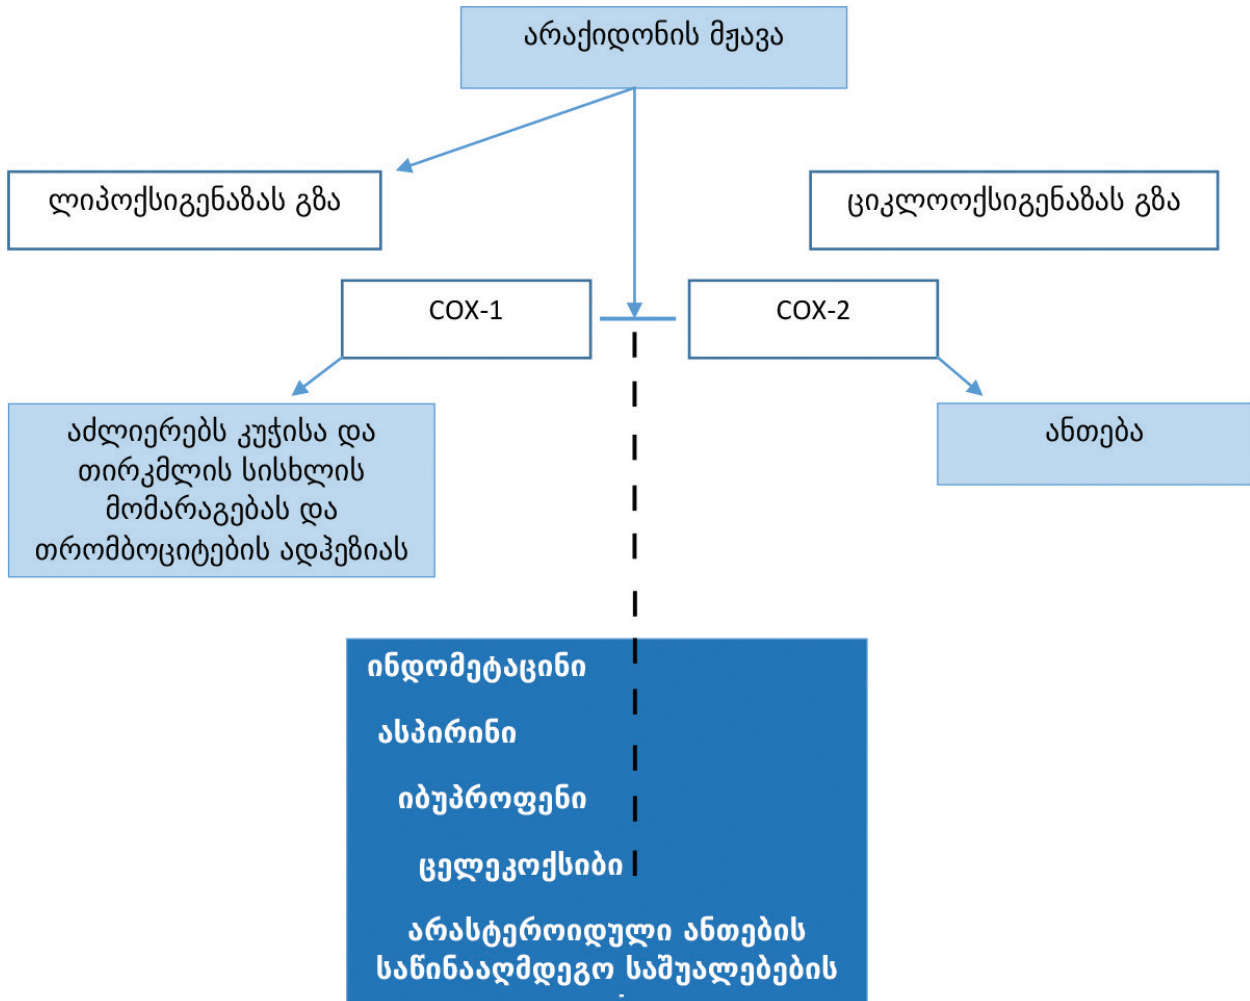 არაქიდონის მჟავა
ლიპოქსიგენაზას გზა
ციკლოოქსიგენაზას გზა
COX-1
COX-2
აძლიერებს კუჭისა და
თირკმლის სისხლის
მომარაგებას და
თრომბოციტების ადჰეზიას
ანთება
ინდომეტაცინი
ასპირინი
იბუპროფენი
ცელეკოქსიბი
არასტეროიდული ანთების
საწინააღმდეგო საშუალებების